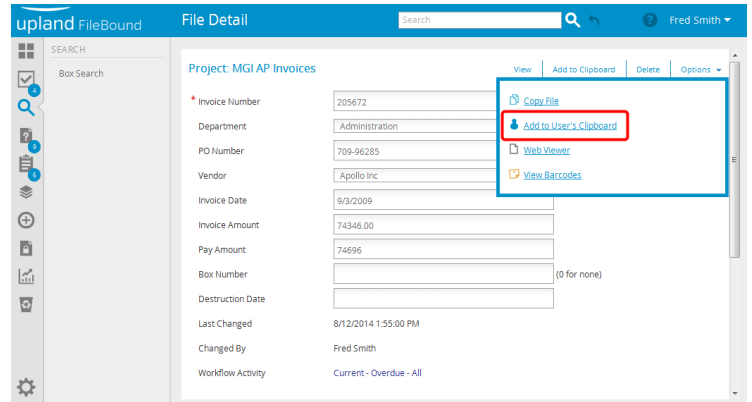 upland FileBound File Detail Search ? Fred Smith
SEARCH
Box Search
4
?
9
6
Project: MGI AP Invoices View Add to Clipboard Delete Options
* Invoice Number 205672
Department Administration
PO Number 709-96285
Vendor Apollo Inc
Invoice Date 9/3/2009
Invoice Amount 74346.00
Pay Amount 74696
Box Number (0 for none)
Destruction Date
Last Changed 8/12/2014 1:55:00 PM
Changed By Fred Smith
Workflow Activity Current - Overdue - All
Copy File
Add to User's Clipboard
Web Viewer
View Barcodes